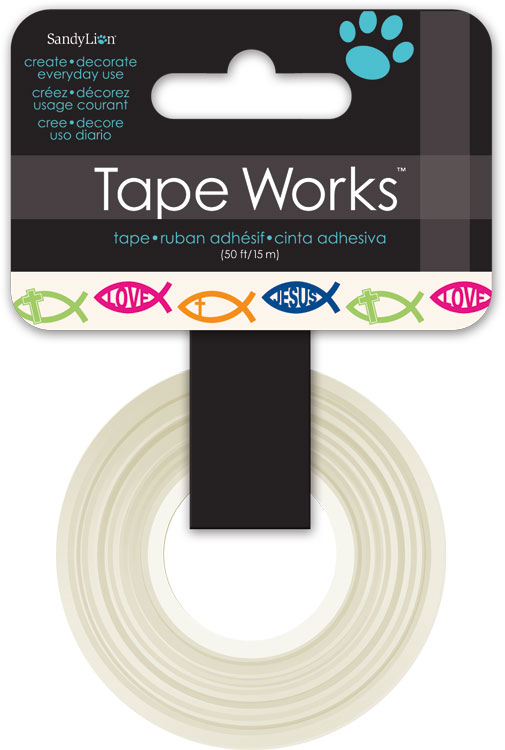 SandyLion®
create•decorate
everyday use
créez•décorez
usage courant
cree•decore
uso diario
Tape Works™
tape•ruban adhésif•cinta adhesiva
(50 ft/15 m)
LOVE JESUS LOVE